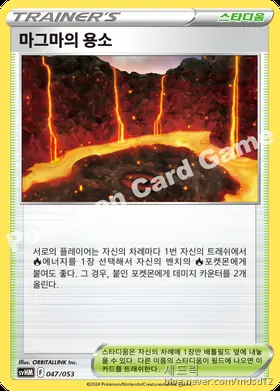 TRAINER'S
스타디움
마그마의 용소
Pokémon Card Game
서로의 플레이어는 자신의 차례마다 1번 자신의 트래쉬에서
에너지를 1장 선택해서 자신의 벤치의 포켓몬에게
붙여도 좋다. 그 경우, 붙인 포켓몬에게 데미지 카운터를 2개
올린다.
Illus. ORBITALLINK Inc.
svHM F 047/053
스타디움은 자신의 차례에 1장만 배틀필드 옆에 내놓
을 수 있다. 다른 이름의 스타디움이 필드에 나오면 이
카드를 트래쉬한다.
©2024 Pokémon/Nintendo/Creatures/GAME FREAK
세드릭